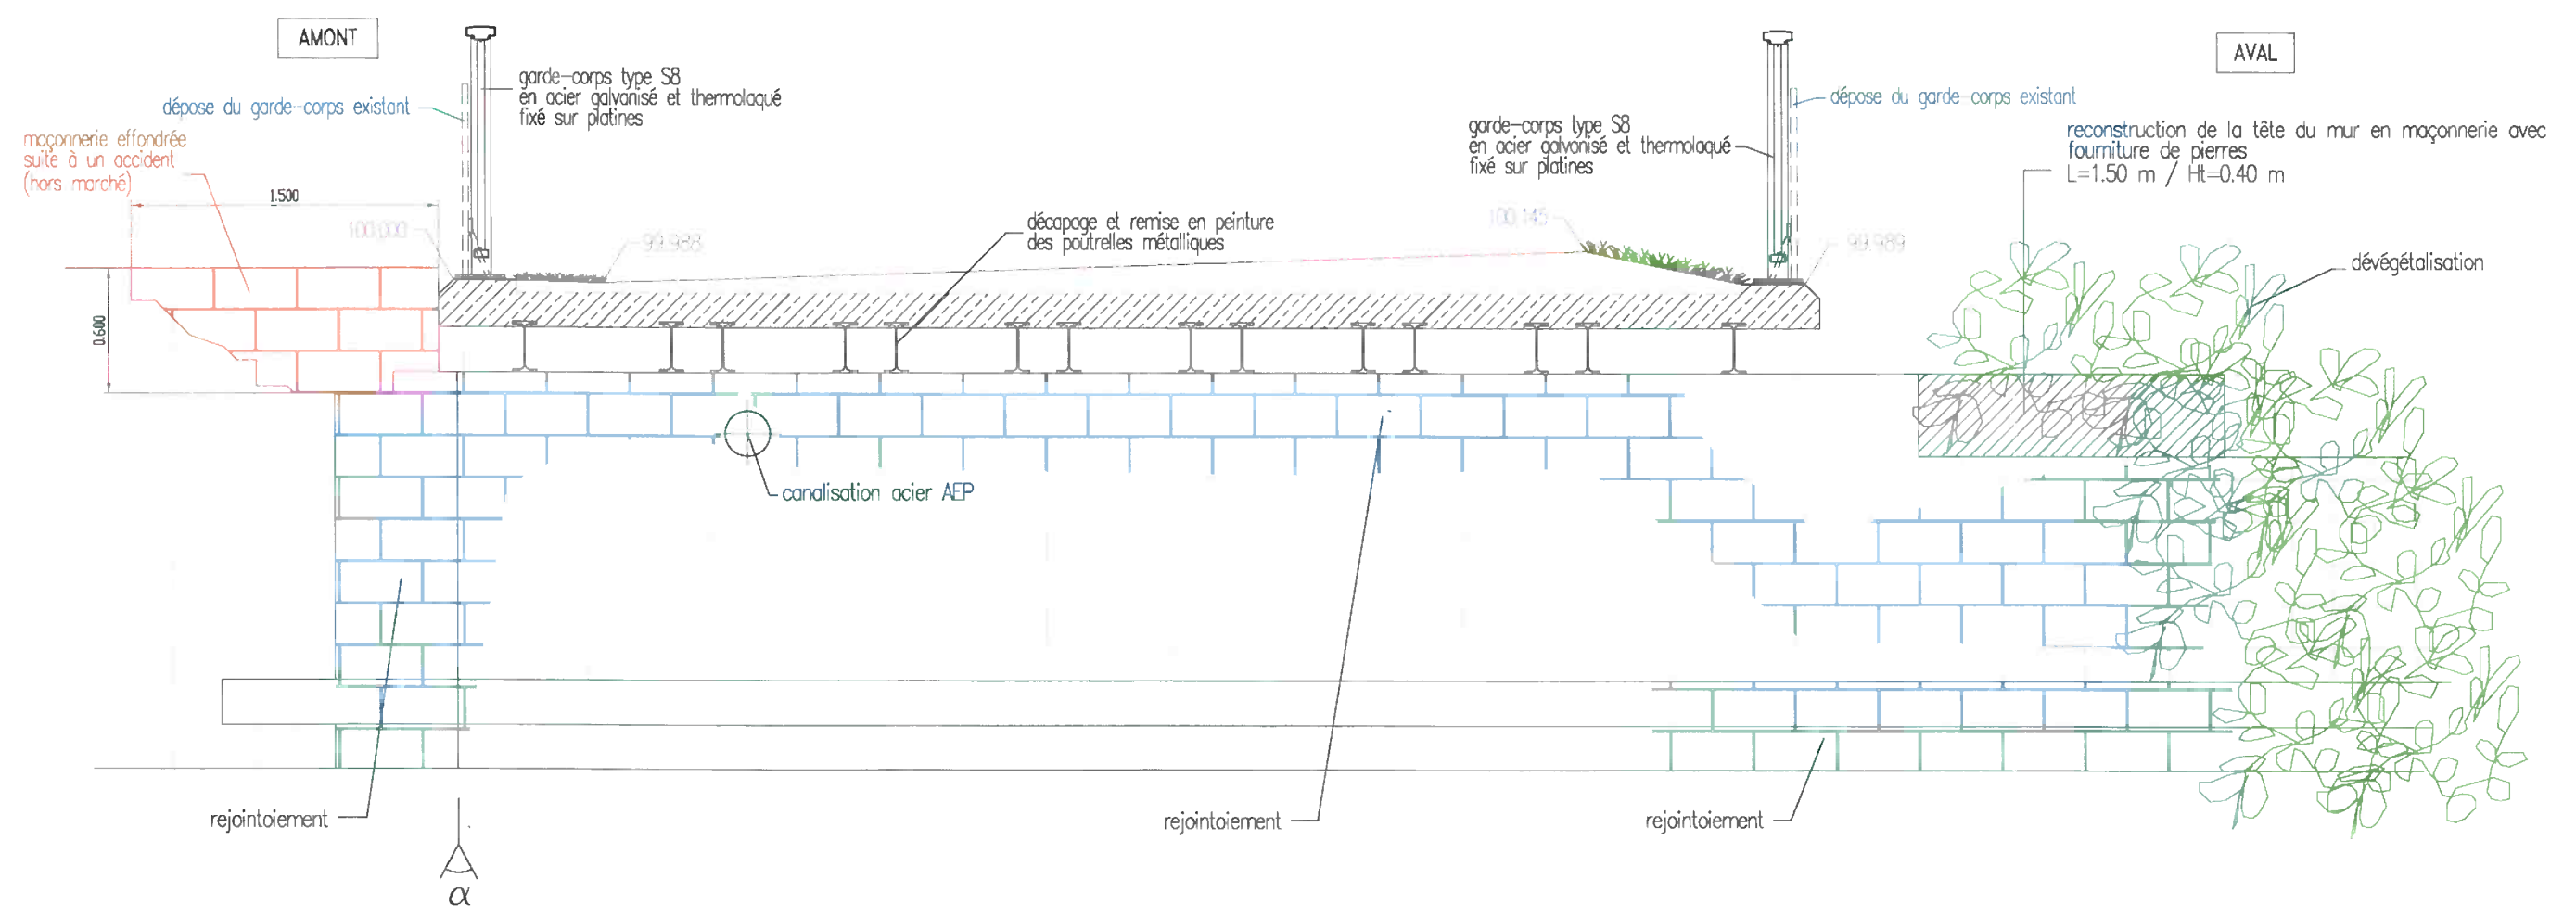 AMONT
garde-corps type S8
en acier galvanisé et thermolaqué
fixé sur platines
dépose du garde-corps existant
maçonnerie effondrée
suite à un accident
(hors marché)
1.500
100.000
99.988
0.600
décapage et remise en peinture
des poutrelles métalliques
garde-corps type S8
en acier galvanisé et thermolaqué
fixé sur platines
100.145
99.989
AVAL
dépose du garde-corps existant
reconstruction de la tête du mur en maçonnerie avec
fourniture de pierres
L=1.50 m / Ht=0.40 m
dévégétalisation
canalisation acier AEP
rejointoiement
rejointoiement
rejointoiement
α